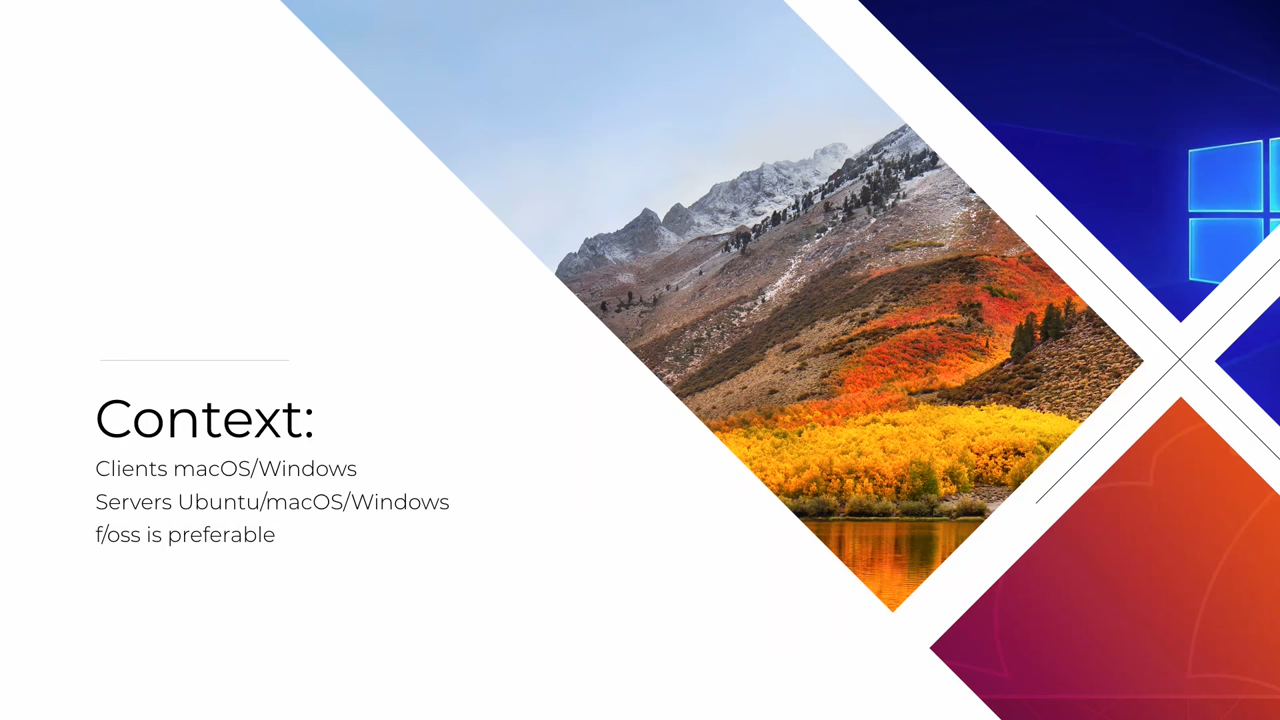 Context:
Clients macOS/Windows
Servers Ubuntu/macOS/Windows
f/oss is preferable